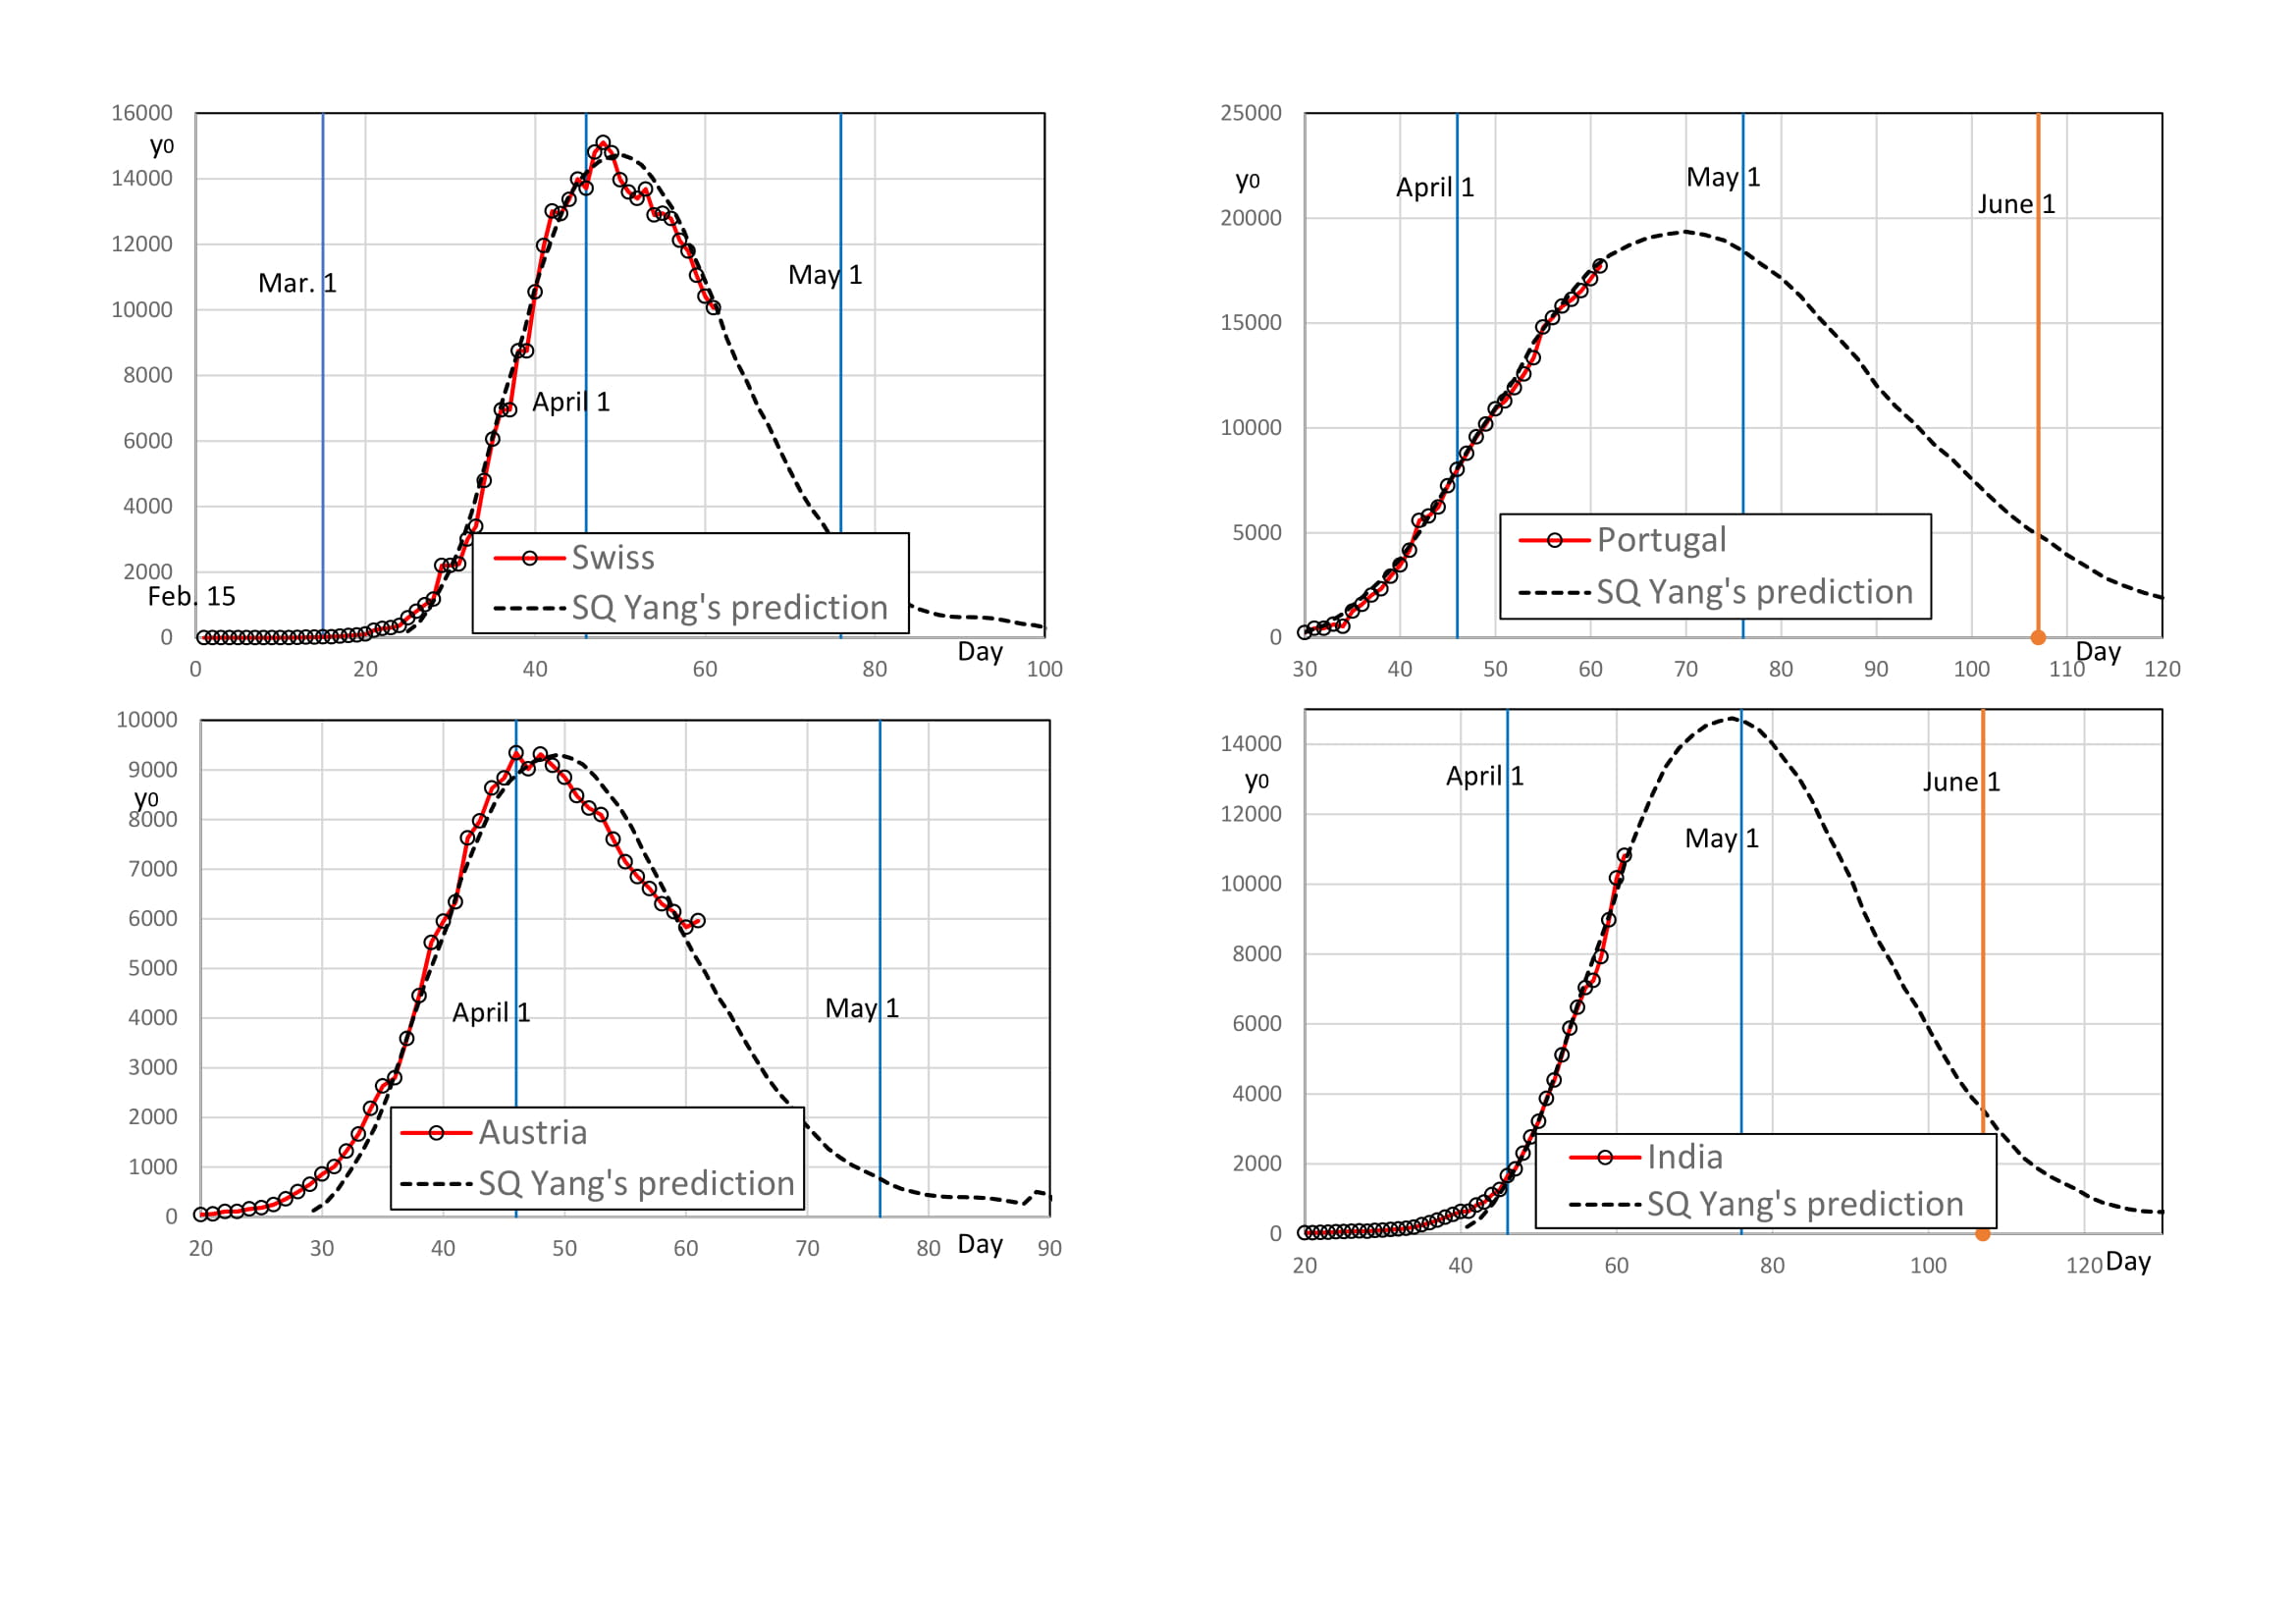 16000
y0
14000
12000
Mar. 1
May 1
10000
8000
April 1
6000
4000
Swiss
2000
Feb. 15
SQ Yang's prediction
0
Day
0 20 40 60 80 100
25000
y0
May 1
April 1
June 1
20000
15000
10000
5000
Portugal
SQ Yang's prediction
0
Day
30 40 50 60 70 80 90 100 110 120
10000
9000
y0
8000
7000
6000
5000
April 1
May 1
4000
3000
2000
Austria
1000
SQ Yang's prediction
0
20 30 40 50 60 70 80 Day 90
14000
y0
April 1
June 1
12000
May 1
10000
8000
6000
4000
2000
India
SQ Yang's prediction
0
20 40 60 80 100 120 Day